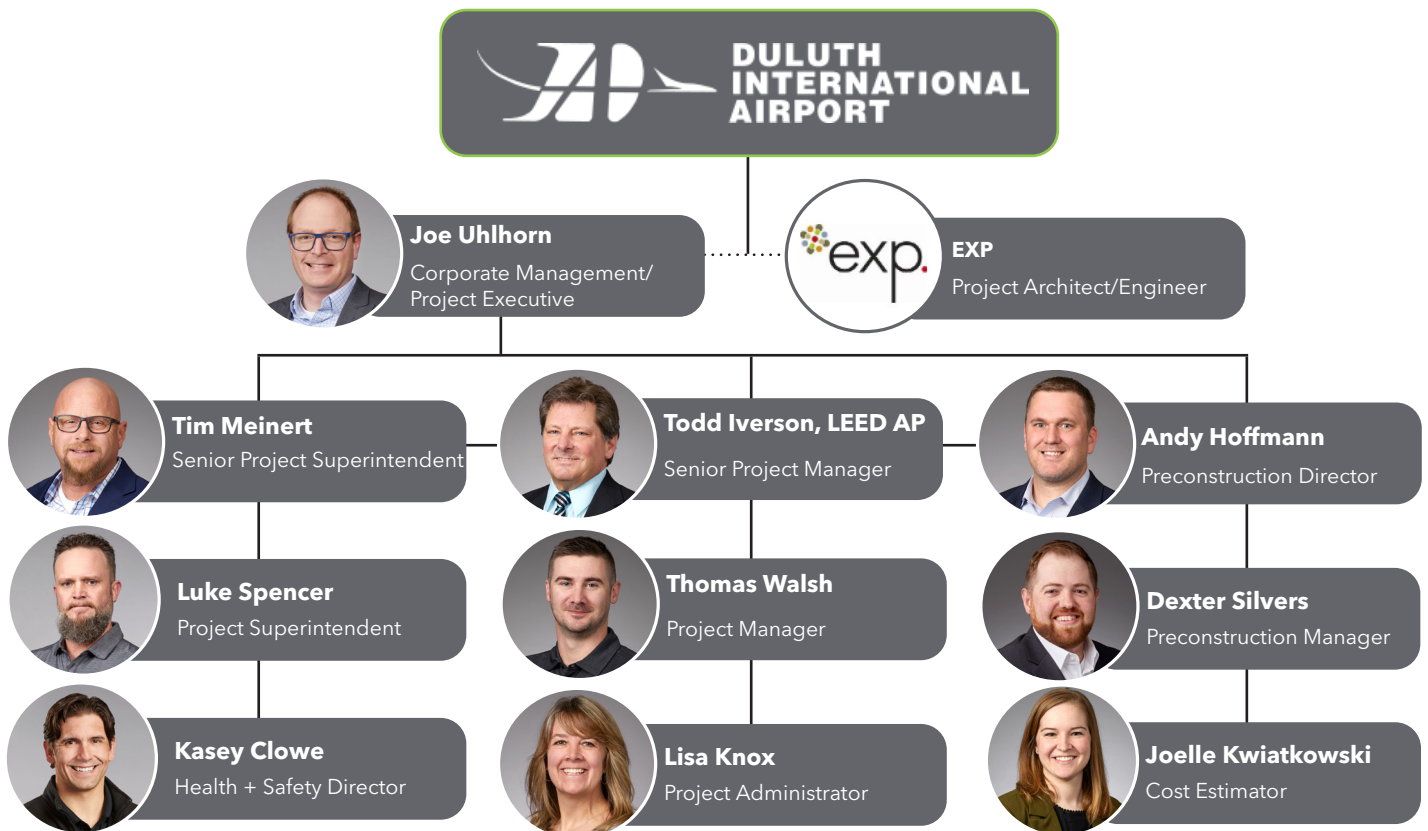 DULUTH
INTERNATIONAL
AIRPORT
Joe Uhlhorn
Corporate Management/
Project Executive
exp.
EXP
Project Architect/Engineer
Tim Meinert
Senior Project Superintendent
Todd Iverson, LEED AP
Senior Project Manager
Andy Hoffmann
Preconstruction Director
Luke Spencer
Project Superintendent
Thomas Walsh
Project Manager
Dexter Silvers
Preconstruction Manager
Kasey Clowe
Health + Safety Director
Lisa Knox
Project Administrator
Joelle Kwiatkowski
Cost Estimator